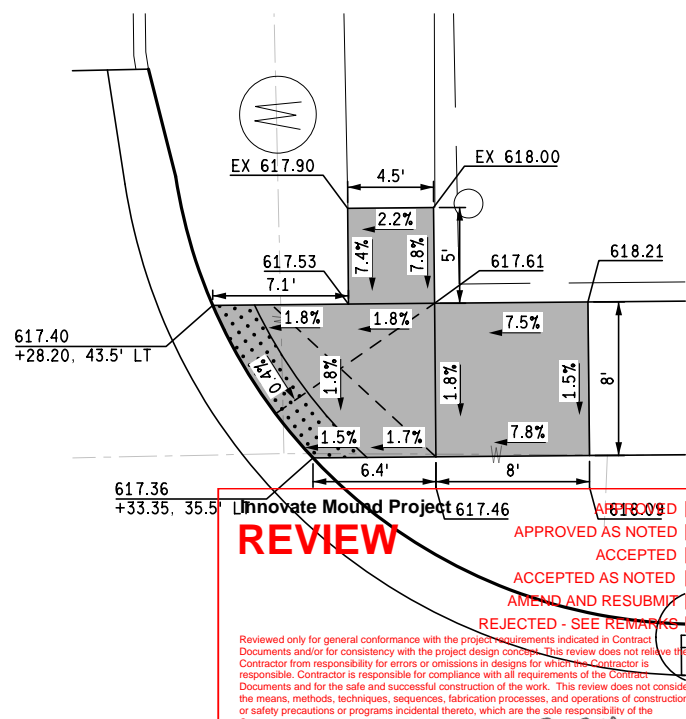 EX 617.90
EX 618.00
4.5'
2.2%
7.4%
7.8%
5'
617.53
617.61
618.21
7.1'
1.8%
1.8%
7.5%
617.40
+28.20, 43.5' LT
0.4%
1.8%
1.8%
1.5%
8'
1.5%
1.7%
7.8%
W
6.4'
8'
617.36
+33.35, 35.5' LT
617.46
618.09
Innovate Mound Project
REVIEW
APPROVED
APPROVED AS NOTED
ACCEPTED
ACCEPTED AS NOTED
AMEND AND RESUBMIT
REJECTED - SEE REMARKS
Reviewed only for general conformance with the project requirements indicated in Contract
Documents and/or for consistency with the project design concept. This review does not relieve the
Contractor from responsibility for errors or omissions in designs for which the Contractor is
responsible. Contractor is responsible for compliance with all requirements of the Contract
Documents and for the safe and successful construction of the work. This review does not conside
the means, methods, techniques, sequences, fabrication processes, and operations of construction
or safety precautions or programs incidental thereto, which are the sole responsibility of the